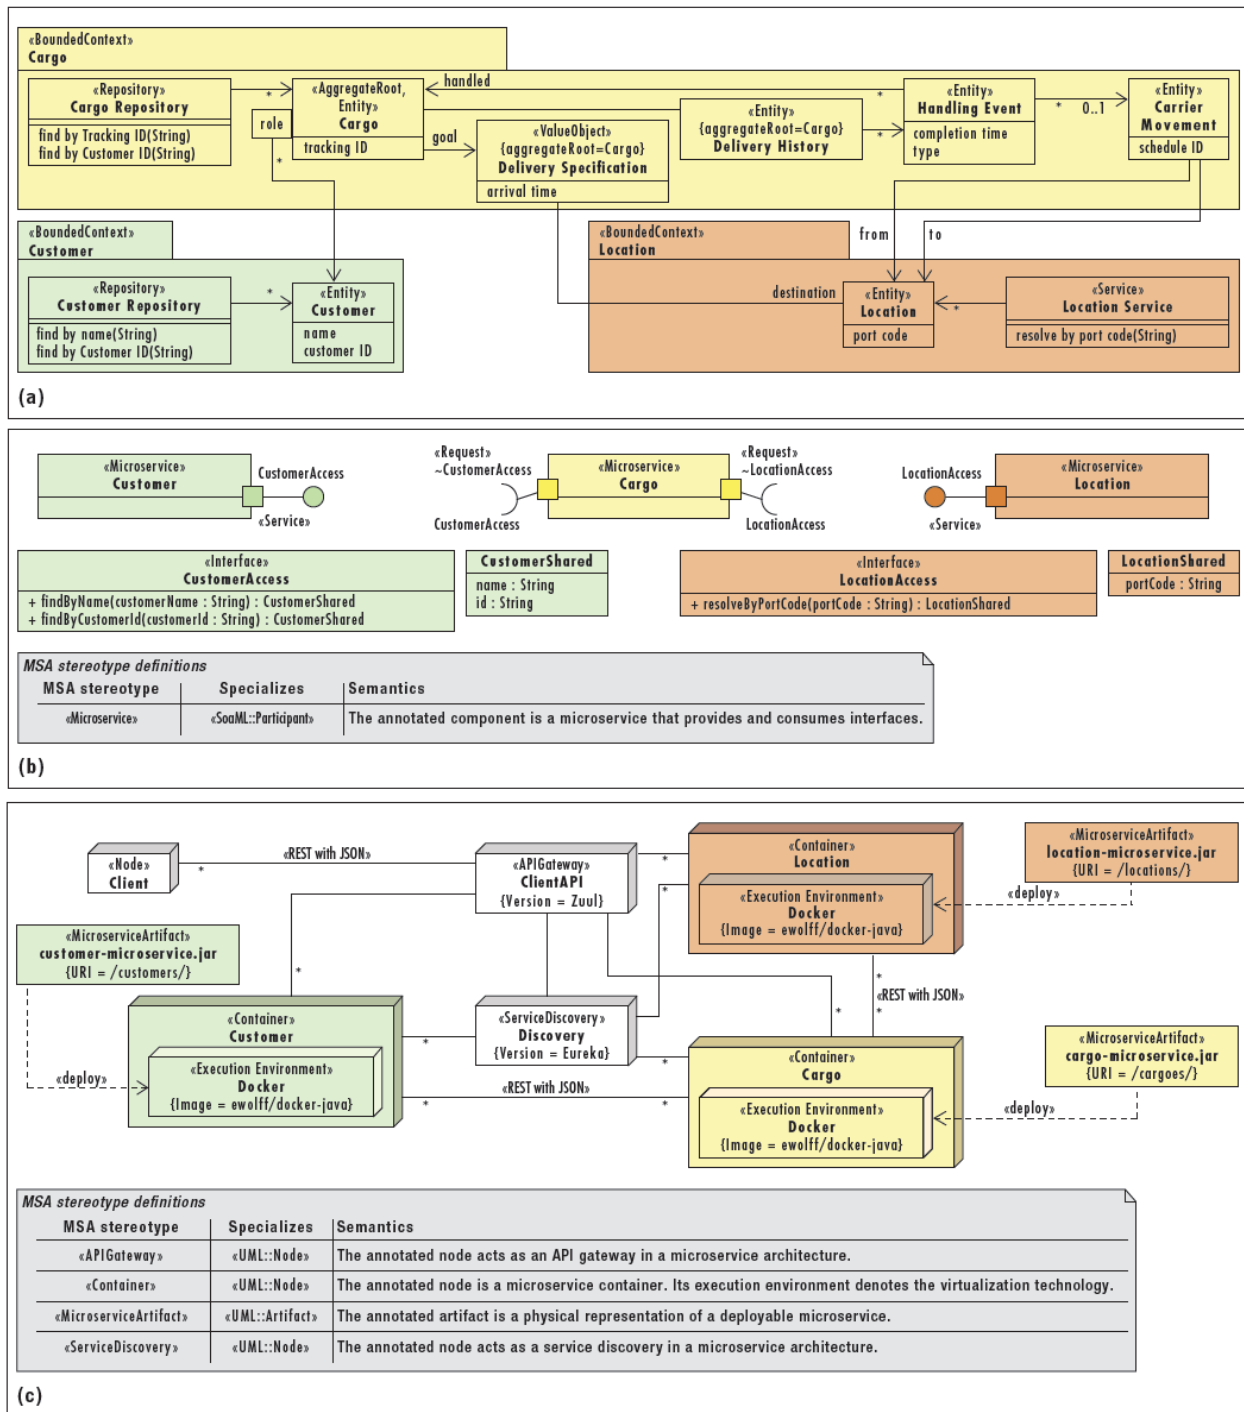 «BoundedContext»
Cargo
«Repository»
Cargo Repository
find by Tracking ID(String)
find by Customer ID(String)
*
«AggregateRoot,
Entity»
Cargo
tracking ID
role
*
handled
*
goal
«ValueObject»
{aggregateRoot=Cargo}
Delivery Specification
arrival time
«Entity»
{aggregateRoot=Cargo}
Delivery History
*
«Entity»
Handling Event
completion time
type
*
0..1
«Entity»
Carrier
Movement
schedule ID
«BoundedContext»
Customer
«Repository»
Customer Repository
find by name(String)
find by Customer ID(String)
*
«Entity»
Customer
name
customer ID
«BoundedContext»
Location
from
to
destination
«Entity»
Location
port code
*
«Service»
Location Service
resolve by port code(String)
(a)
«Microservice»
Customer
CustomerAccess
«Service»
«Request»
~CustomerAccess
CustomerAccess
«Microservice»
Cargo
«Request»
~LocationAccess
LocationAccess
LocationAccess
«Service»
«Microservice»
Location
«Interface»
CustomerAccess
+ findByName(customerName : String) : CustomerShared
+ findByCustomerId(customerId : String) : CustomerShared
CustomerShared
name : String
id : String
«Interface»
LocationAccess
+ resolveByPortCode(portCode : String) : LocationShared
LocationShared
portCode : String
MSA stereotype definitions
MSA stereotype Specializes Semantics
«Microservice» «SoaML::Participant» The annotated component is a microservice that provides and consumes interfaces.
(b)
«Node»
Client
*
«REST with JSON»
«APIGateway»
ClientAPI
{Version = Zuul}
*
*
«Container»
Location
«Execution Environment»
Docker
{Image = ewolff/docker-java}
«MicroserviceArtifact»
location-microservice.jar
{URI = /locations/}
«deploy»
«MicroserviceArtifact»
customer-microservice.jar
{URI = /customers/}
«deploy»
*
«Container»
Customer
«Execution Environment»
Docker
{Image = ewolff/docker-java}
*
*
«ServiceDiscovery»
Discovery
{Version = Eureka}
*
*
*
«REST with JSON»
*
«REST with JSON»
*
«Container»
Cargo
«Execution Environment»
Docker
{Image = ewolff/docker-java}
«MicroserviceArtifact»
cargo-microservice.jar
{URI = /cargoes/}
«deploy»
MSA stereotype definitions
MSA stereotype Specializes Semantics
«APIGateway» «UML::Node» The annotated node acts as an API gateway in a microservice architecture.
«Container» «UML::Node» The annotated node is a microservice container. Its execution environment denotes the virtualization technology.
«MicroserviceArtifact» «UML::Artifact» The annotated artifact is a physical representation of a deployable microservice.
«ServiceDiscovery» «UML::Node» The annotated node acts as a service discovery in a microservice architecture.
(c)